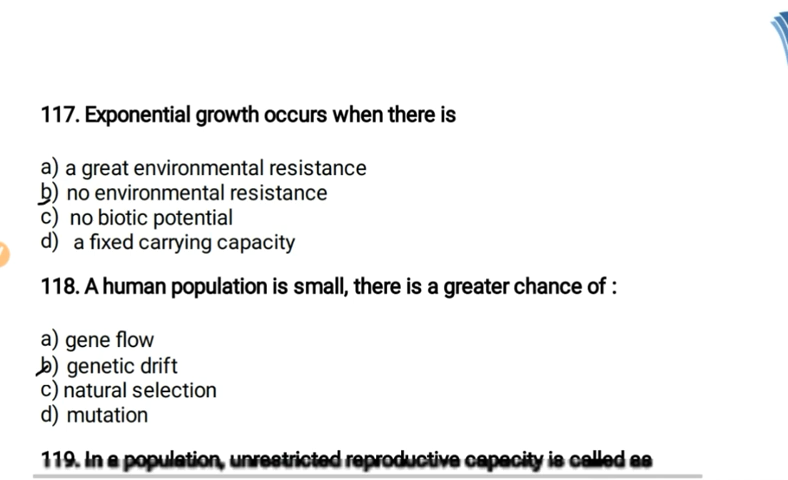 117. Exponential growth occurs when there is
a) a great environmental resistance
b) no environmental resistance
c) no biotic potential
d) a fixed carrying capacity
118. A human population is small, there is a greater chance of :
a) gene flow
b) genetic drift
c) natural selection
d) mutation
119. In a population, unrestricted reproductive capacity is called as